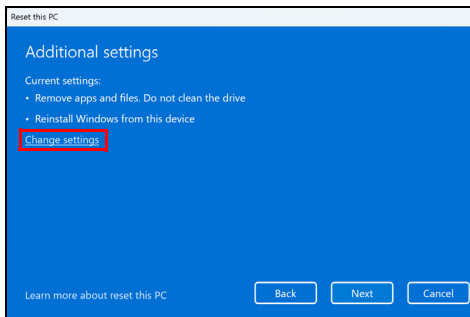 Reset this PC
Additional settings
Current settings:
• Remove apps and files. Do not clean the drive
• Reinstall Windows from this device
Change settings
Learn more about reset this PC
Back
Next
Cancel